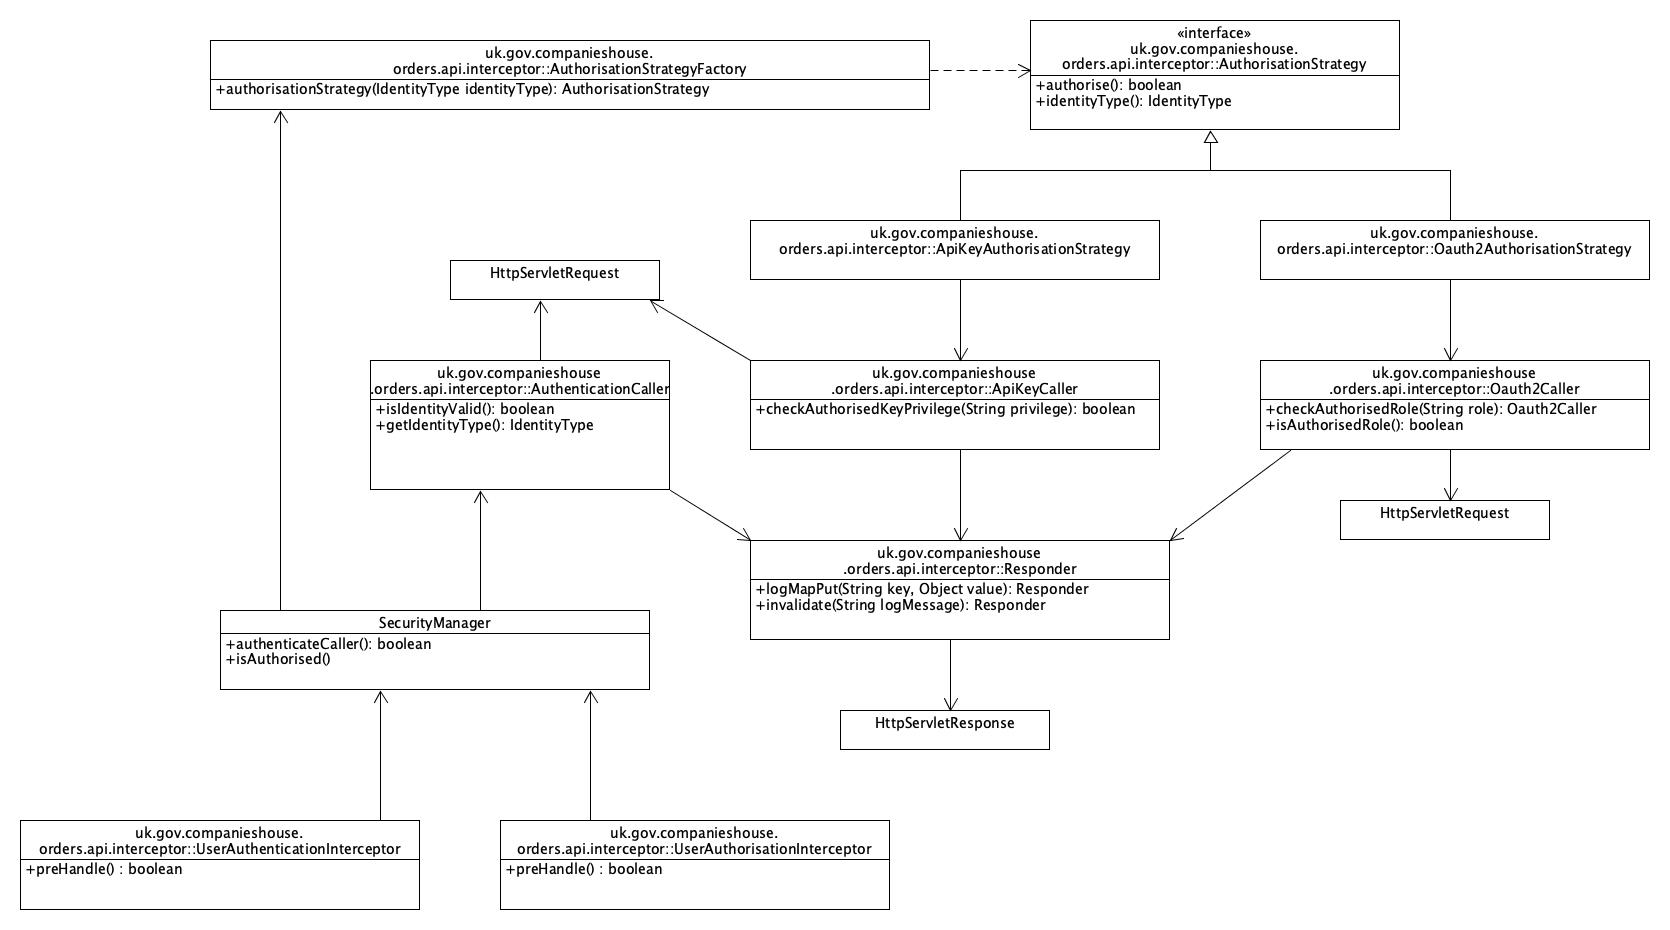 uk.gov.companieshouse.
orders.api.interceptor::AuthorisationStrategyFactory
+authorisationStrategy(IdentityType identityType): AuthorisationStrategy
«interface»
uk.gov.companieshouse.
orders.api.interceptor::AuthorisationStrategy
+authorise(): boolean
+identityType(): IdentityType
uk.gov.companieshouse.
orders.api.interceptor::ApiKeyAuthorisationStrategy
uk.gov.companieshouse.
orders.api.interceptor::Oauth2AuthorisationStrategy
HttpServletRequest
uk.gov.companieshouse
.orders.api.interceptor::AuthenticationCaller
+isIdentityValid(): boolean
+getIdentityType(): IdentityType
uk.gov.companieshouse
.orders.api.interceptor::ApiKeyCaller
+checkAuthorisedKeyPrivilege(String privilege): boolean
uk.gov.companieshouse
.orders.api.interceptor::Oauth2Caller
+checkAuthorisedRole(String role): Oauth2Caller
+isAuthorisedRole(): boolean
HttpServletRequest
uk.gov.companieshouse
.orders.api.interceptor::Responder
+logMapPut(String key, Object value): Responder
+invalidate(String logMessage): Responder
SecurityManager
+authenticateCaller(): boolean
+isAuthorised()
HttpServletResponse
uk.gov.companieshouse.
orders.api.interceptor::UserAuthenticationInterceptor
+preHandle() : boolean
uk.gov.companieshouse.
orders.api.interceptor::UserAuthorisationInterceptor
+preHandle() : boolean